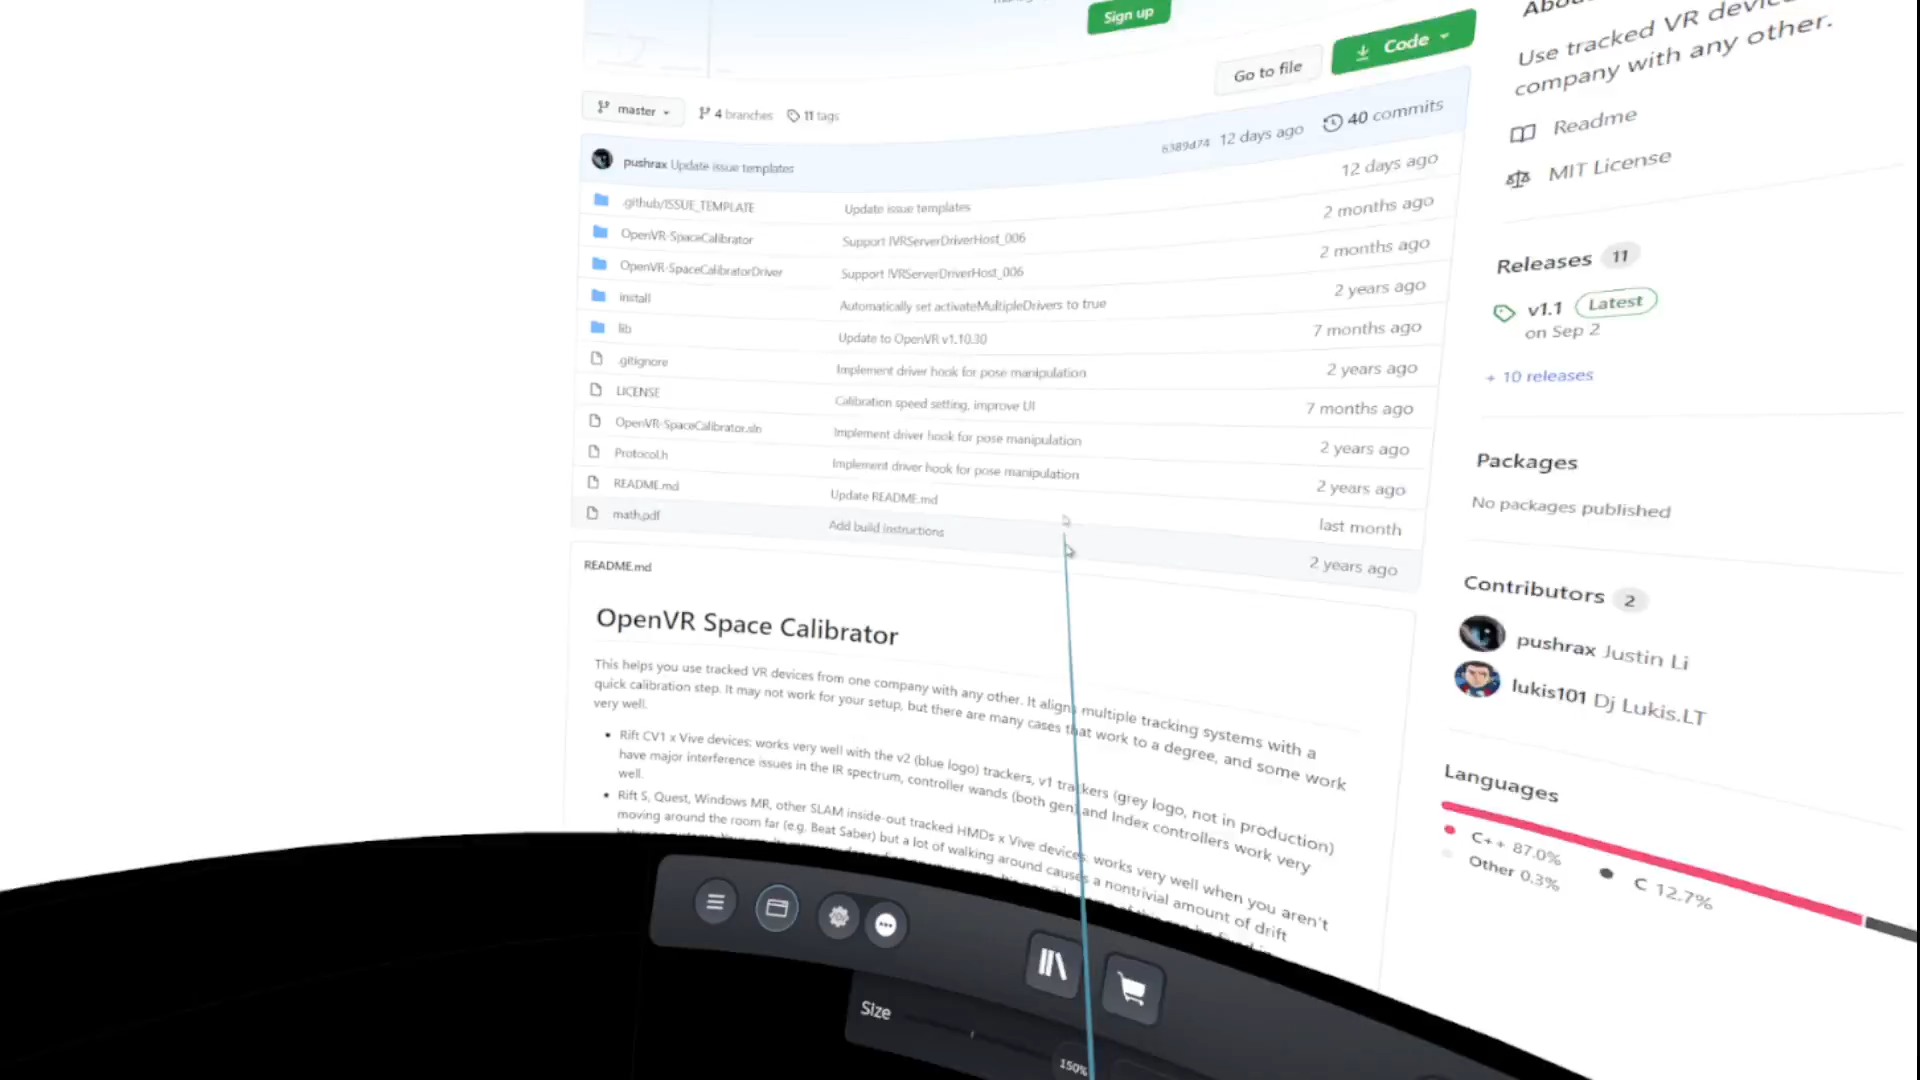 Sign up
Go to file
Code
master
4 branches
11 tags
pushrax Update issue templates
6389d74 12 days ago
40 commits
.github/ISSUE_TEMPLATE
Update issue templates
12 days ago
OpenVR-SpaceCalibrator
Support IVRServerDriverHost_006
2 months ago
OpenVR-SpaceCalibratorDriver
Support IVRServerDriverHost_006
2 months ago
install
Automatically set activateMultipleDrivers to true
2 years ago
lib
Update to OpenVR v1.10.30
7 months ago
.gitignore
Implement driver hook for pose manipulation
2 years ago
LICENSE
Calibration speed setting, improve UI
7 months ago
OpenVR-SpaceCalibrator.sln
Implement driver hook for pose manipulation
2 years ago
Protocol.h
Implement driver hook for pose manipulation
2 years ago
README.md
Update README.md
last month
math.pdf
Add build instructions
2 years ago
README.md
OpenVR Space Calibrator
This helps you use tracked VR devices from one company with any other. It aligns multiple tracking systems with a
quick calibration step. It may not work for your setup, but there are many cases that work to a degree, and some work
very well.
Rift CV1 x Vive devices: works very well with the v2 (blue logo) trackers, v1 trackers (grey logo, not in production)
have major interference issues in the IR spectrum, controller wands (both gen) and Index controllers work very
well.
Rift S, Quest, Windows MR, other SLAM inside-out tracked HMDs x Vive devices: works very well when you aren't
moving around the room far (e.g. Beat Saber) but a lot of walking around causes a nontrivial amount of drift
About
Use tracked VR
company with any other.
Readme
MIT License
Releases 11
v1.1 Latest
on Sep 2
+ 10 releases
Packages
No packages published
Contributors 2
pushrax Justin Li
lukis101 Dj Lukis.LT
Languages
C++ 87.0%
C 12.7%
Other 0.3%
Size
150%